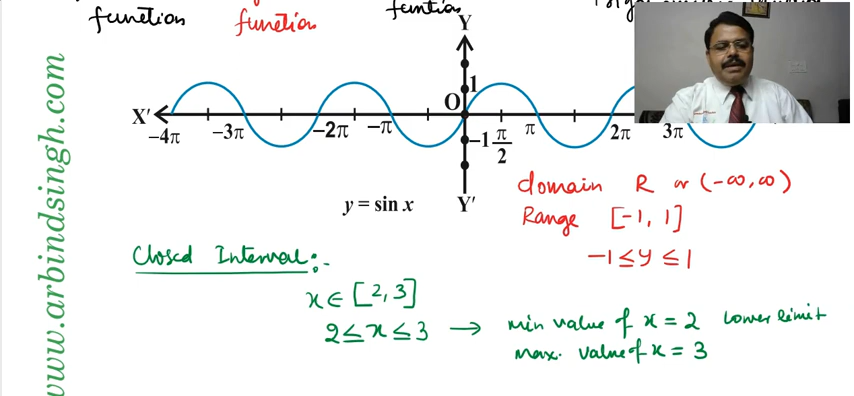 function
function
function
Y
1
X' O
-4π -3π -2π -π -1 π/2 π 2π 3π
y = sin x Y'
domain R or (-∞, ∞)
Range [-1, 1]
-1 ≤ y ≤ 1
Closed Interval:-
x ∈ [2, 3]
2 ≤ x ≤ 3 → min value of x = 2 lower limit
max. value of x = 3
www.arbindsingh.com